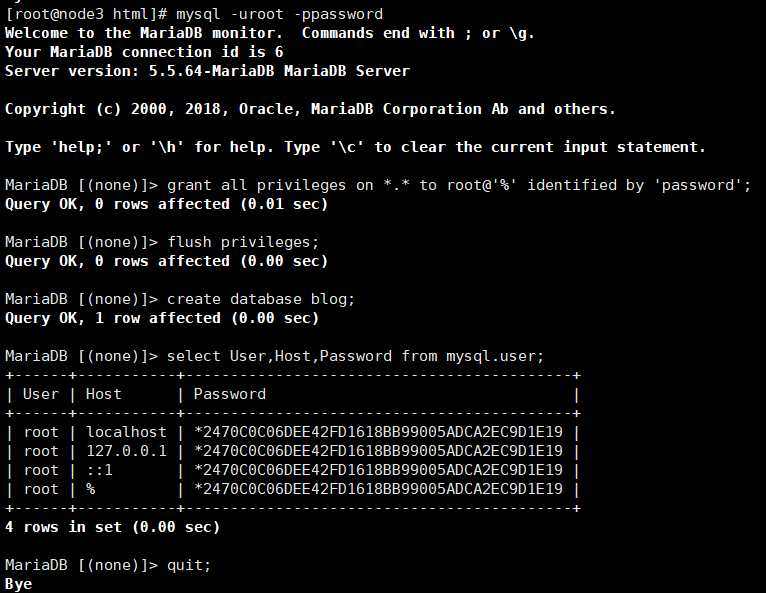 [root@node3 html]# mysql -uroot -ppassword
Welcome to the MariaDB monitor.  Commands end with ; or \g.
Your MariaDB connection id is 6
Server version: 5.5.64-MariaDB MariaDB Server
Copyright (c) 2000, 2018, Oracle, MariaDB Corporation Ab and others.
Type 'help;' or '\h' for help. Type '\c' to clear the current input statement.
MariaDB [(none)]> grant all privileges on *.* to root@'%' identified by 'password';
Query OK, 0 rows affected (0.01 sec)
MariaDB [(none)]> flush privileges;
Query OK, 0 rows affected (0.00 sec)
MariaDB [(none)]> create database blog;
Query OK, 1 row affected (0.00 sec)
MariaDB [(none)]> select User,Host,Password from mysql.user;
+------+-----------+-------------------------------------------+
| User | Host      | Password                                  |
+------+-----------+-------------------------------------------+
| root | localhost | *2470C0C06DEE42FD1618BB99005ADCA2EC9D1E19 |
| root | 127.0.0.1 | *2470C0C06DEE42FD1618BB99005ADCA2EC9D1E19 |
| root | ::1       | *2470C0C06DEE42FD1618BB99005ADCA2EC9D1E19 |
| root | %         | *2470C0C06DEE42FD1618BB99005ADCA2EC9D1E19 |
+------+-----------+-------------------------------------------+
4 rows in set (0.00 sec)
MariaDB [(none)]> quit;
Bye